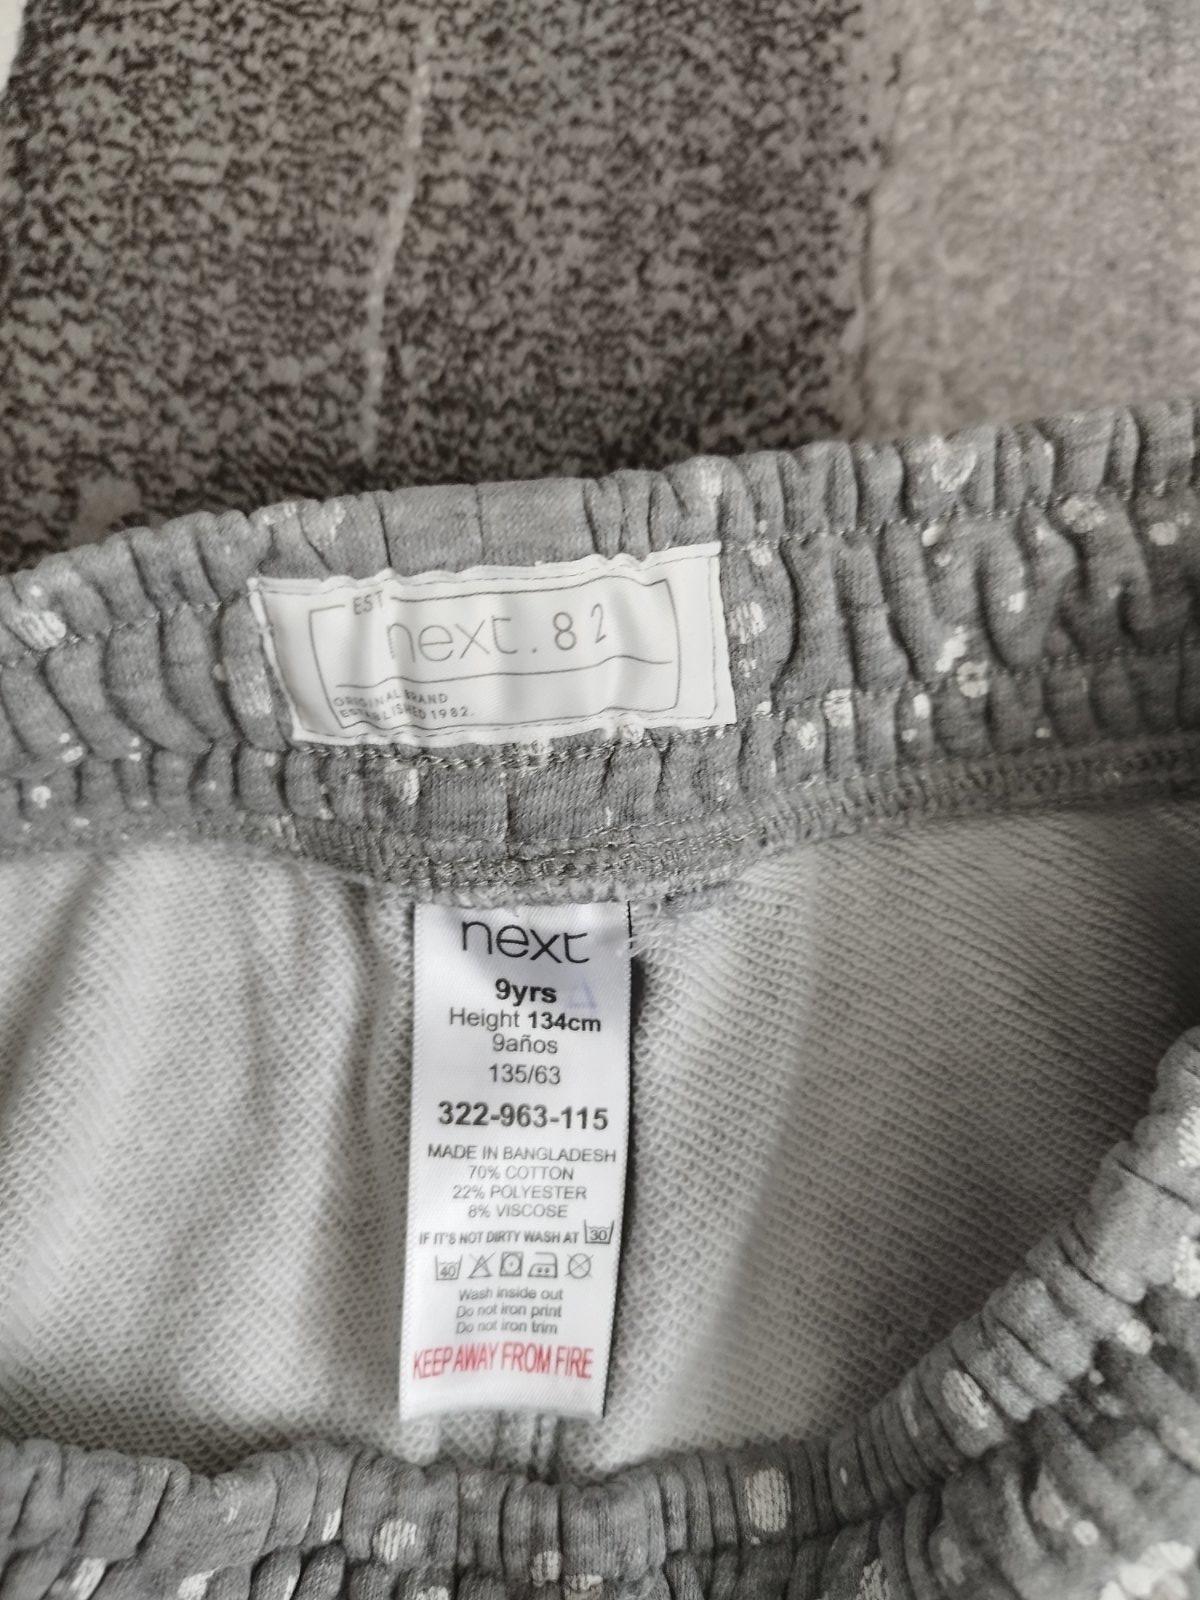 EST
next.82
ORIGINAL BRAND
ESTABLISHED 1982.
next
9yrs
Height 134cm
9años
135/63
322-963-115
MADE IN BANGLADESH
70% COTTON
22% POLYESTER
8% VISCOSE
IF IT'S NOT DIRTY WASH AT 30
40
Wash inside out
Do not iron print
Do not iron trim
KEEP AWAY FROM FIRE